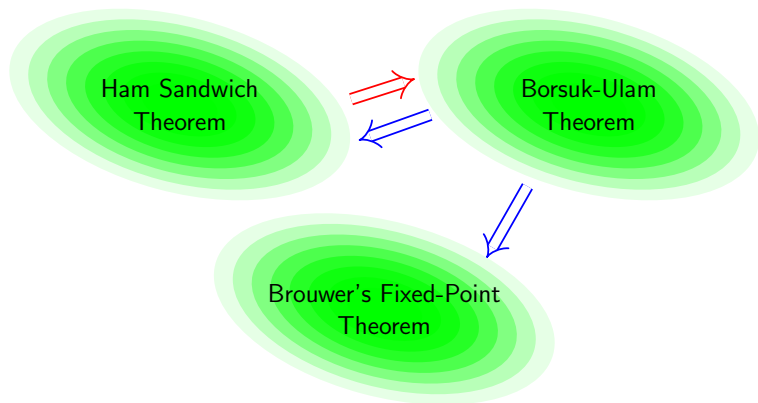 Ham Sandwich
Theorem
Borsuk-Ulam
Theorem
Brouwer's Fixed-Point
Theorem